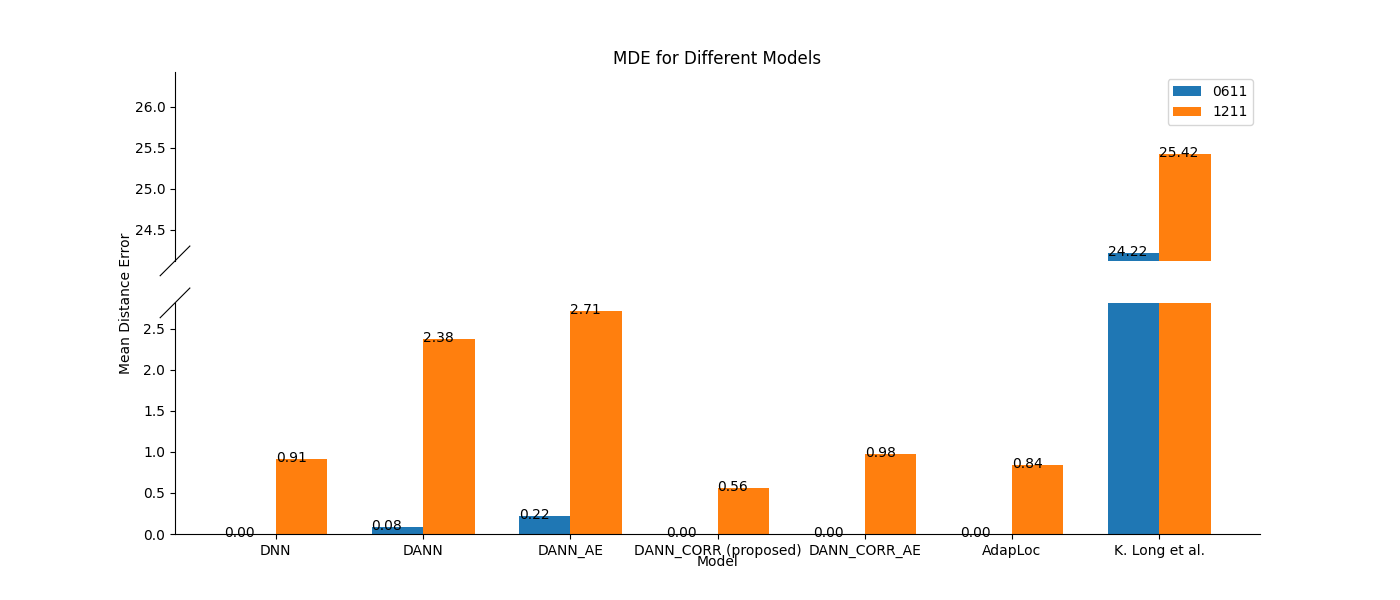 MDE for Different Models
0611
1211
26.0
25.5
25.0
24.5
25.42
24.22
Mean Distance Error
2.5
2.0
1.5
1.0
0.5
0.0
0.00
0.91
0.08
2.38
0.22
2.71
0.00
0.56
0.00
0.98
0.00
0.84
DNN
DANN
DANN_AE
DANN_CORR (proposed)
DANN_CORR_AE
AdapLoc
K. Long et al.
Model